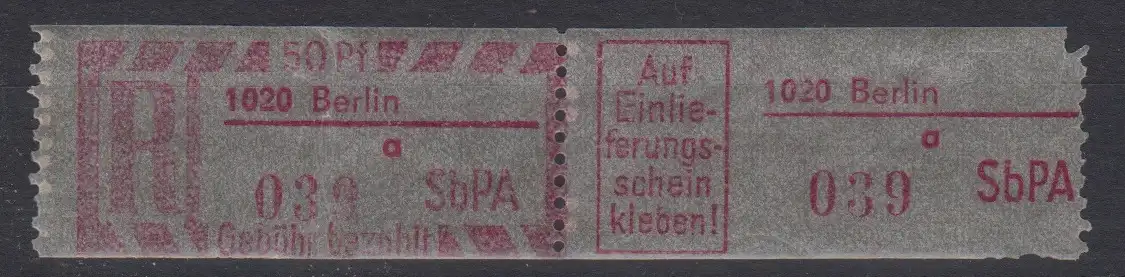 50 Pf
R
1020 Berlin
a
039
SbPA
Gebühr bezahlt
Auf
Einlie-
ferungs-
schein
kleben!
1020 Berlin
a
039
SbPA